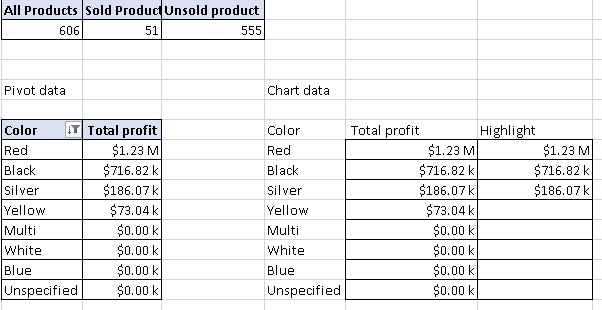 All Products Sold Product Unsold product
606 51 555
Pivot data Chart data
Color Total profit Color Total profit Highlight
Red $1.23 M Red $1.23 M $1.23 M
Black $716.82 k Black $716.82 k $716.82 k
Silver $186.07 k Silver $186.07 k $186.07 k
Yellow $73.04 k Yellow $73.04 k
Multi $0.00 k Multi $0.00 k
White $0.00 k White $0.00 k
Blue $0.00 k Blue $0.00 k
Unspecified $0.00 k Unspecified $0.00 k